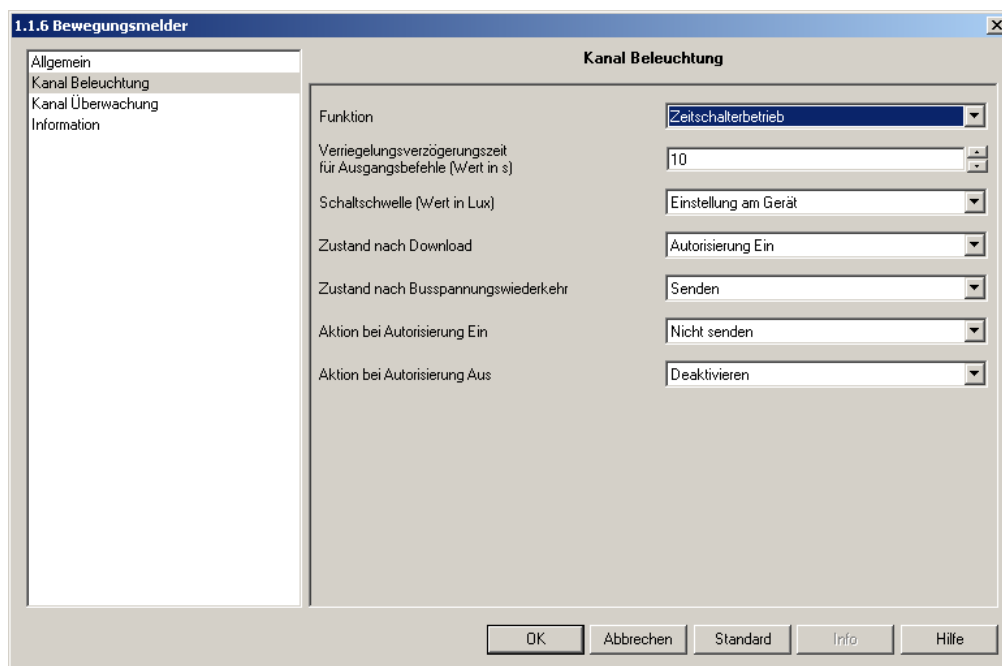 1.1.6 Bewegungsmelder
Allgemein
Kanal Beleuchtung
Kanal Überwachung
Information
Kanal Beleuchtung
Funktion
Zeitschalterbetrieb
Verriegelungsverzögerungszeit
für Ausgangsbefehle (Wert in s)
10
Schaltschwelle (Wert in Lux)
Einstellung am Gerät
Zustand nach Download
Autorisierung Ein
Zustand nach Busspannungswiederkehr
Senden
Aktion bei Autorisierung Ein
Nicht senden
Aktion bei Autorisierung Aus
Deaktivieren
OK
Abbrechen
Standard
Info
Hilfe